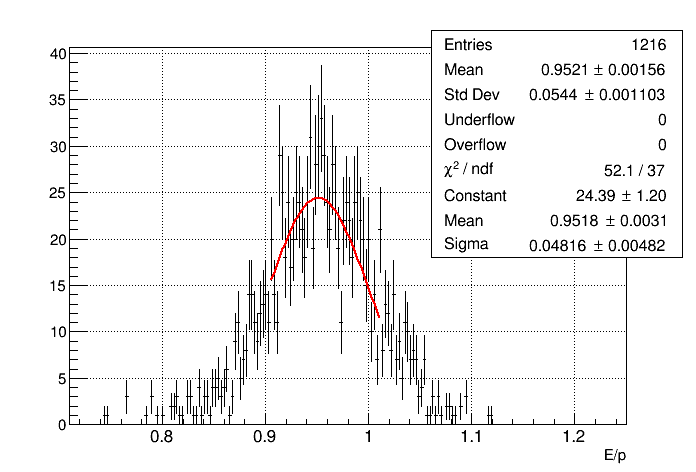 Entries 1216
Mean 0.9521 ± 0.00156
Std Dev 0.0544 ± 0.001103
Underflow 0
Overflow 0
χ² / ndf 52.1 / 37
Constant 24.39 ± 1.20
Mean 0.9518 ± 0.0031
Sigma 0.04816 ± 0.00482
40
35
30
25
20
15
10
5
0
0.8 0.9 1 1.1 1.2
E/p